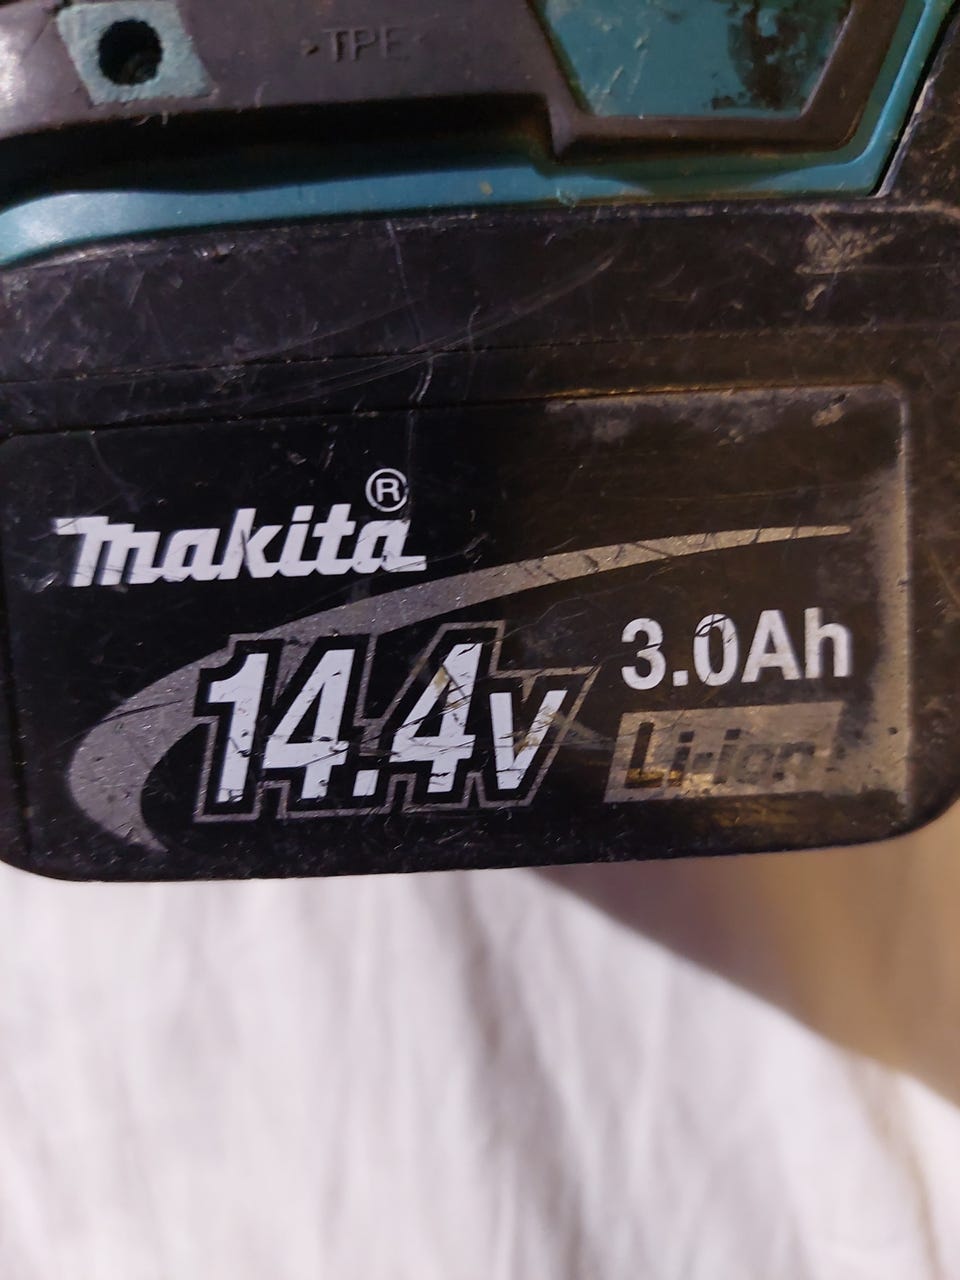 >TPE<
makita®
14.4v
3.0Ah
Li-ion